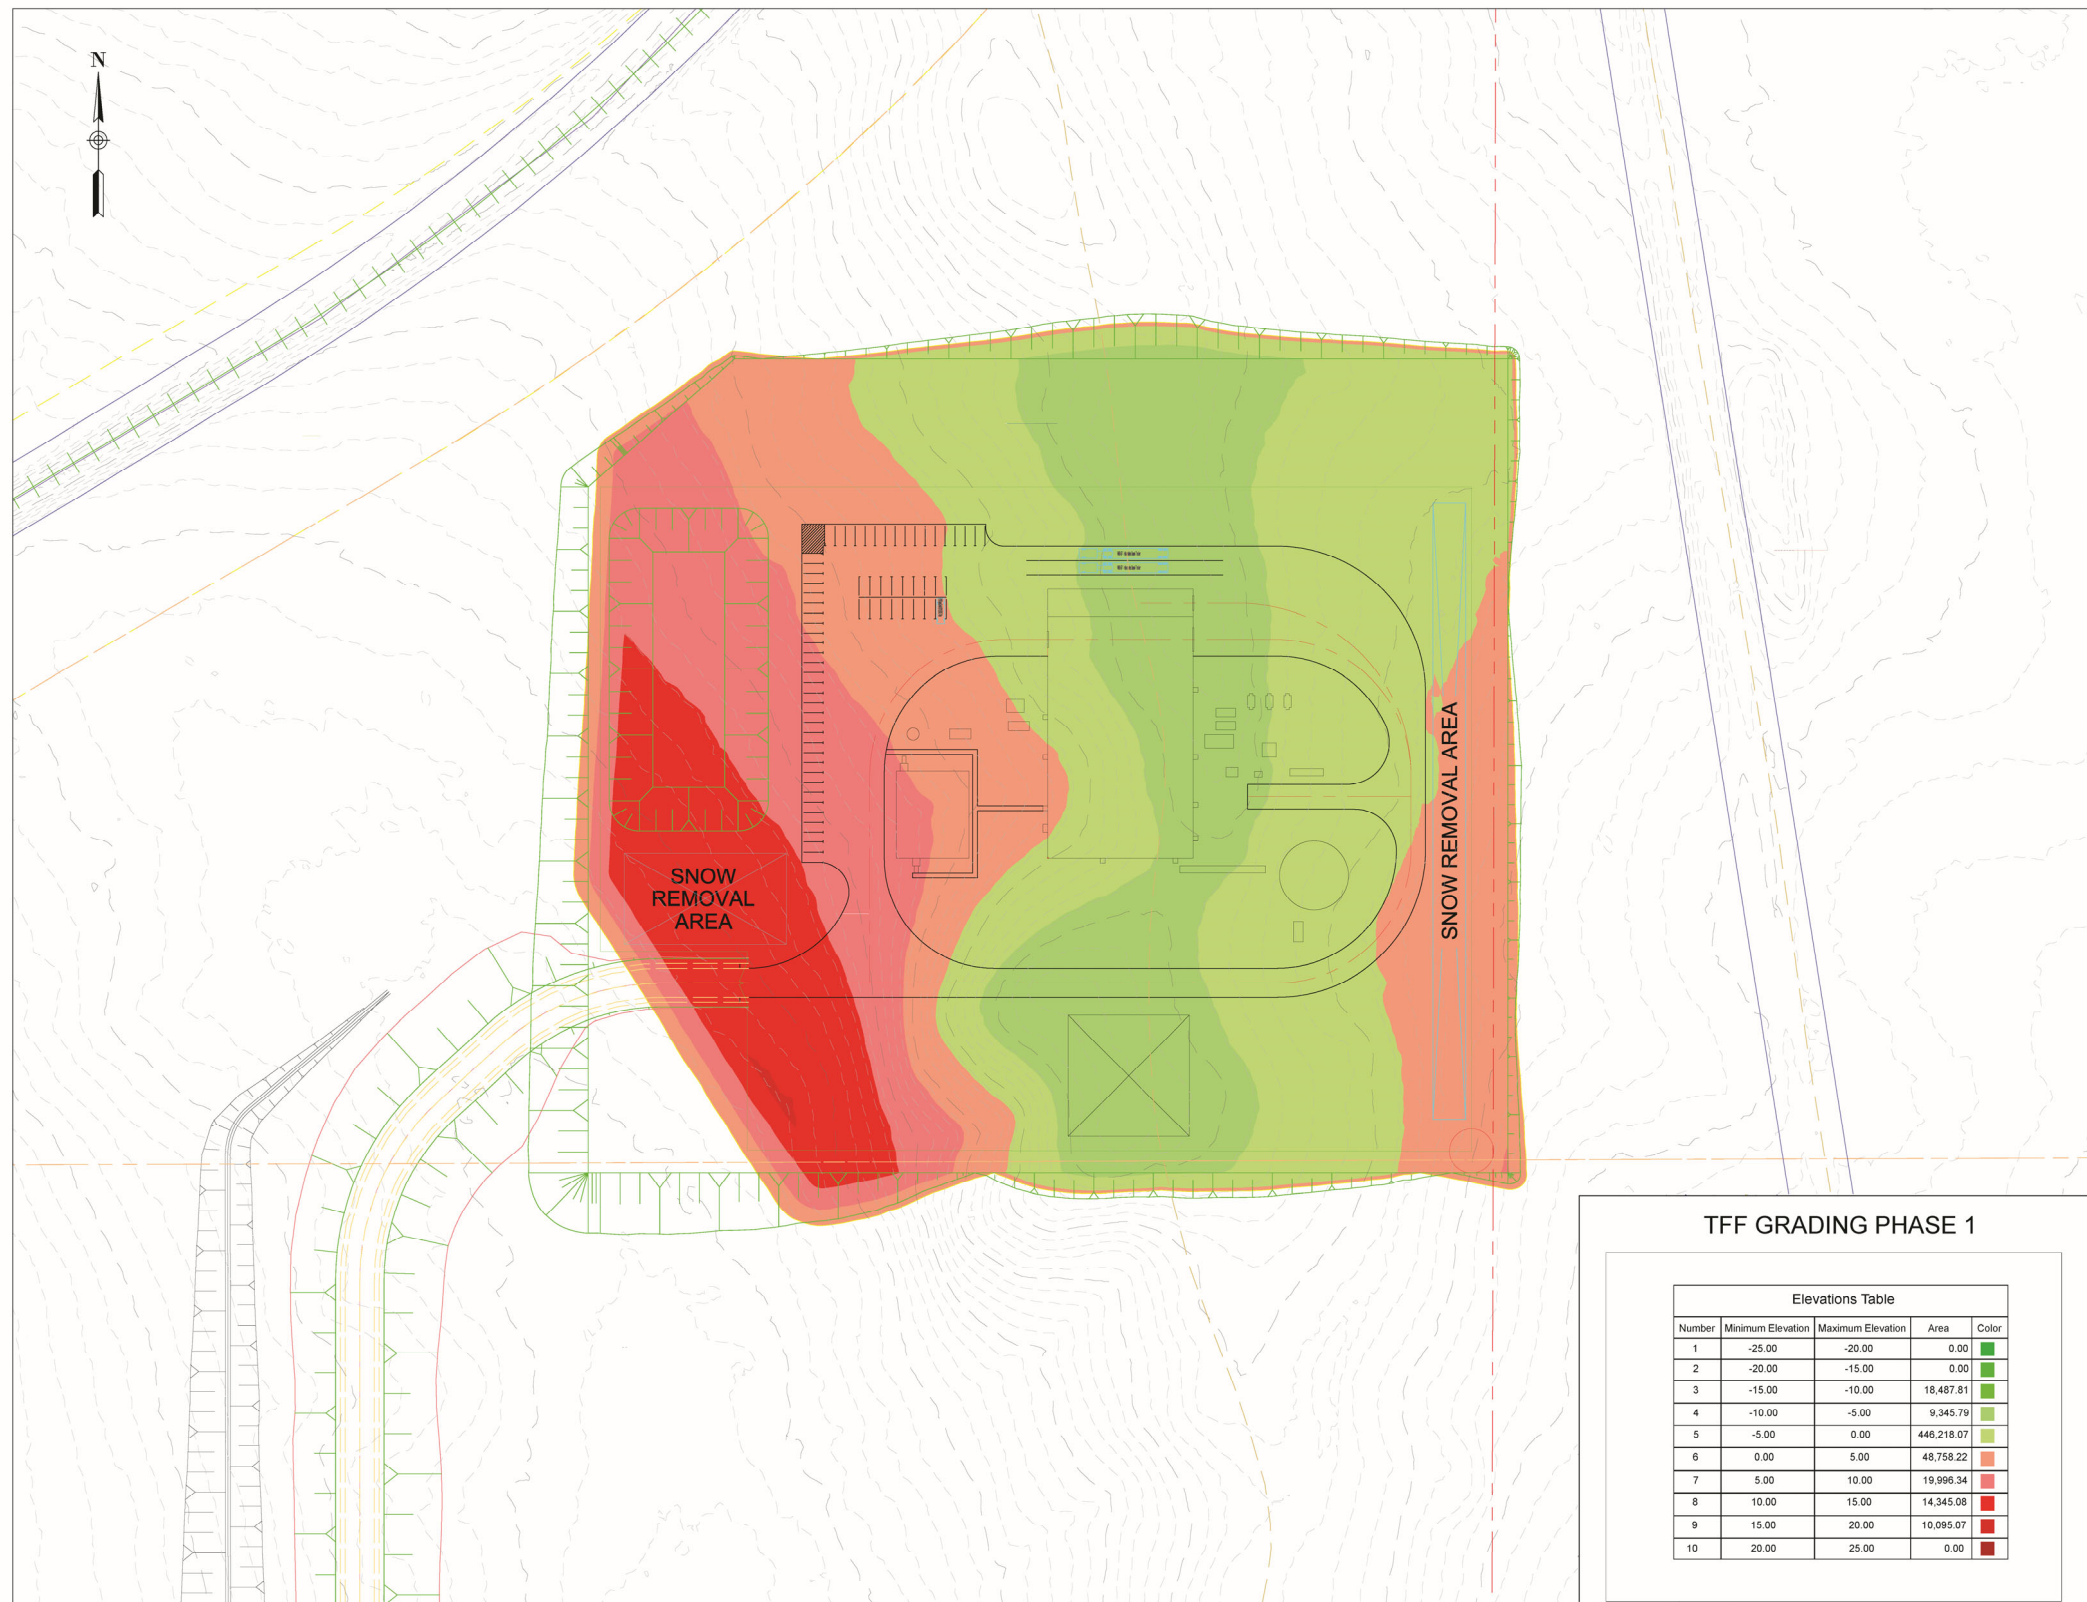 N
SNOW
REMOVAL
AREA
SNOW REMOVAL AREA
TFF GRADING PHASE 1
Elevations Table
Number Minimum Elevation Maximum Elevation Area Color
1 -25.00 -20.00 0.00
2 -20.00 -15.00 0.00
3 -15.00 -10.00 18,487.81
4 -10.00 -5.00 9,345.79
5 -5.00 0.00 446,218.07
6 0.00 5.00 48,758.22
7 5.00 10.00 19,996.34
8 10.00 15.00 14,345.08
9 15.00 20.00 10,095.07
10 20.00 25.00 0.00